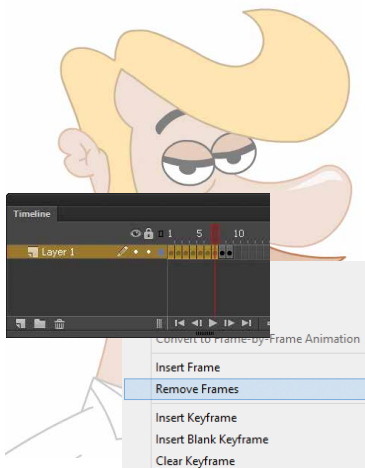 Timeline
1 5 10
Layer 1
Convert to Frame-by-Frame Animation
Insert Frame
Remove Frames
Insert Keyframe
Insert Blank Keyframe
Clear Keyframe